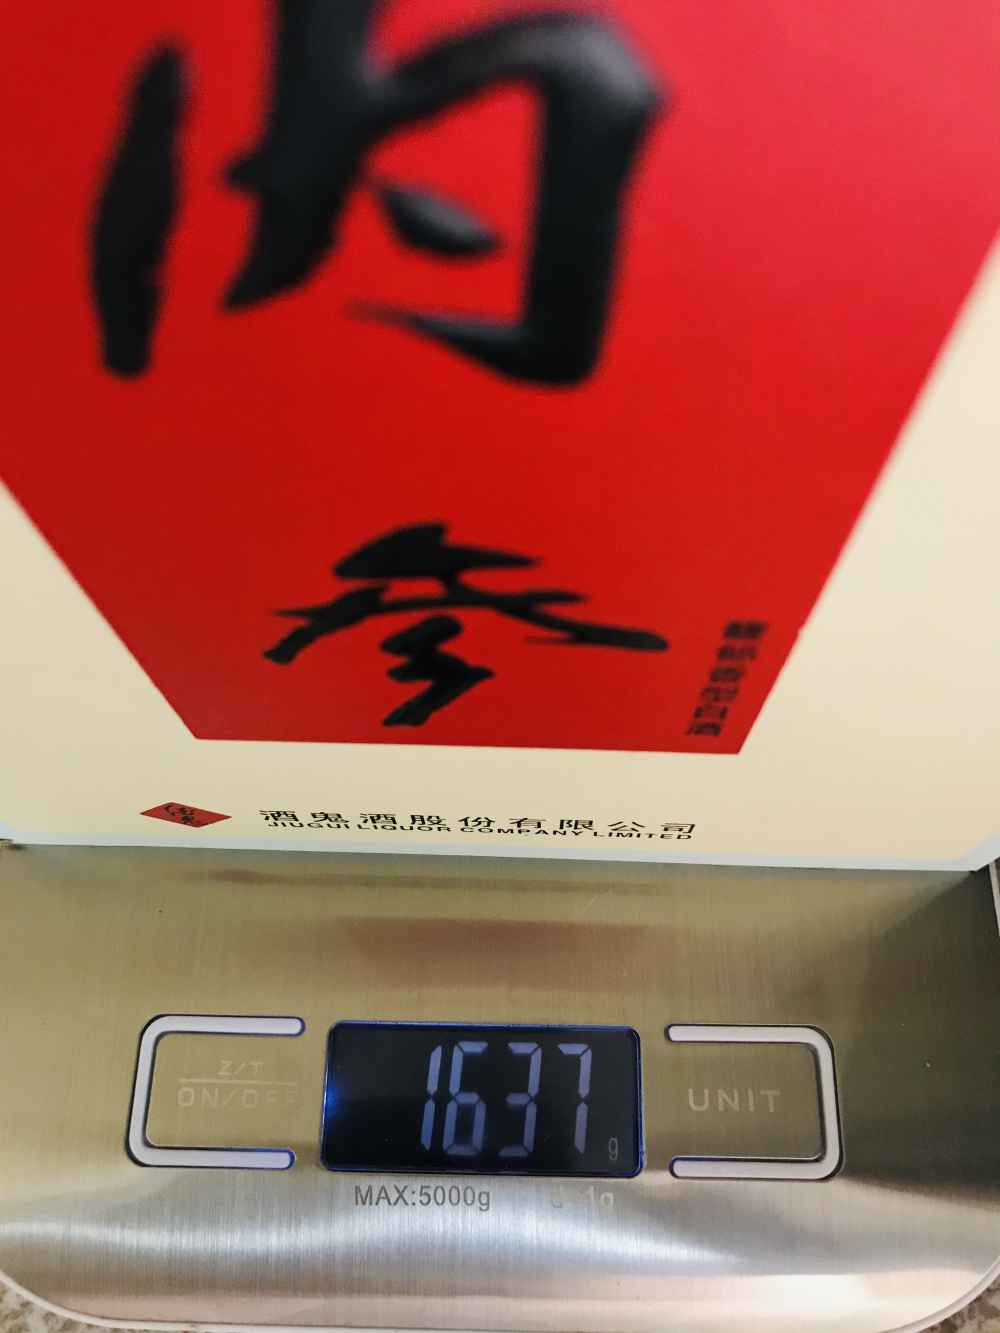 内
参
酒鬼酒股份有限公司
JIUGUI LIQUOR COMPANY LIMITED
Z/T
ON/OFF
1637 g
UNIT
MAX:5000g
1g